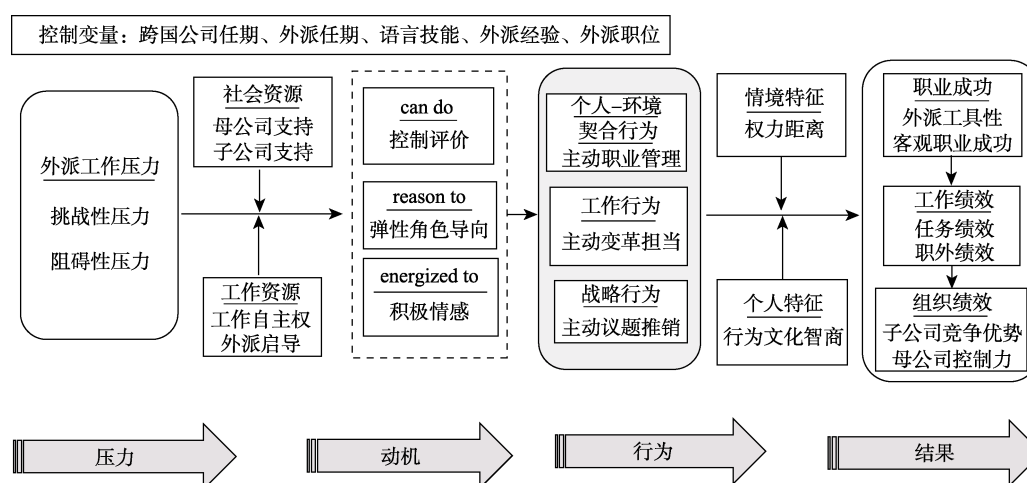 控制变量：跨国公司任期、外派任期、语言技能、外派经验、外派职位
外派工作压力
挑战性压力
阻碍性压力
社会资源
母公司支持
子公司支持
工作资源
工作自主权
外派启导
can do
控制评价
reason to
弹性角色导向
energized to
积极情感
个人–环境
契合行为
主动职业管理
工作行为
主动变革担当
战略行为
主动议题推销
情境特征
权力距离
个人特征
行为文化智商
职业成功
外派工具性
客观职业成功
工作绩效
任务绩效
职外绩效
组织绩效
子公司竞争优势
母公司控制力
压力
动机
行为
结果